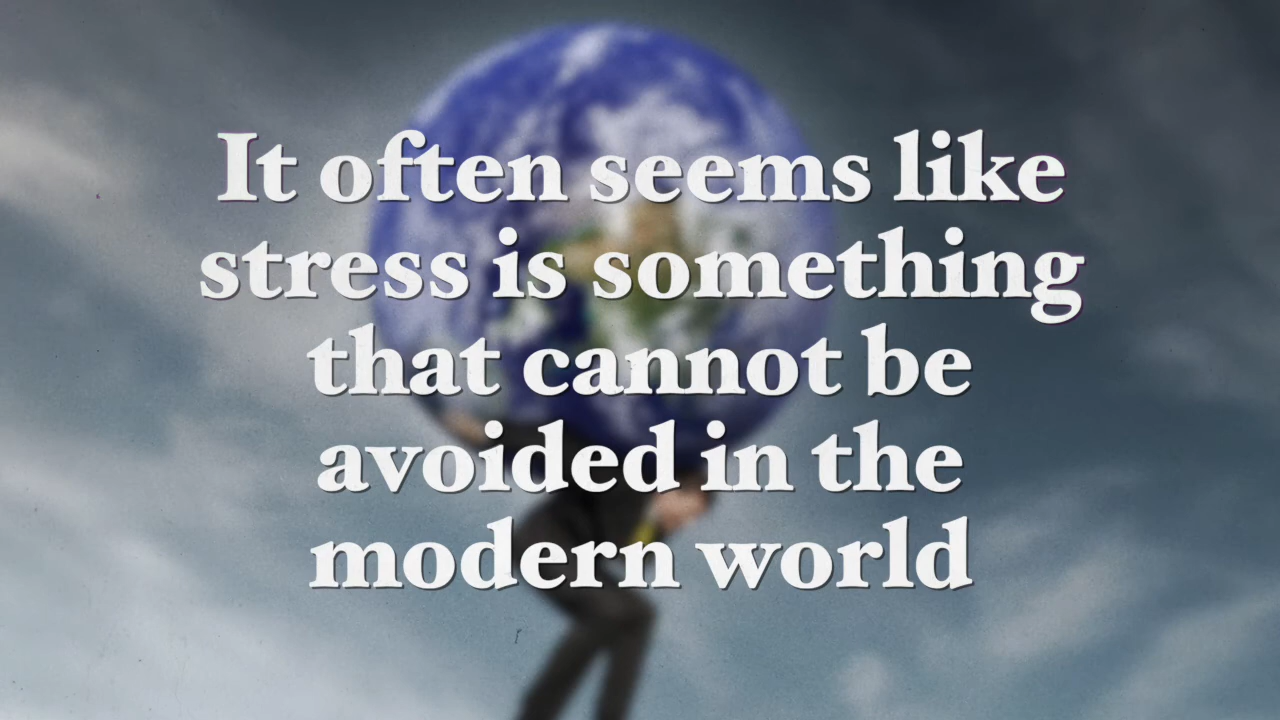 It often seems like
stress is something
that cannot be
avoided in the
modern world